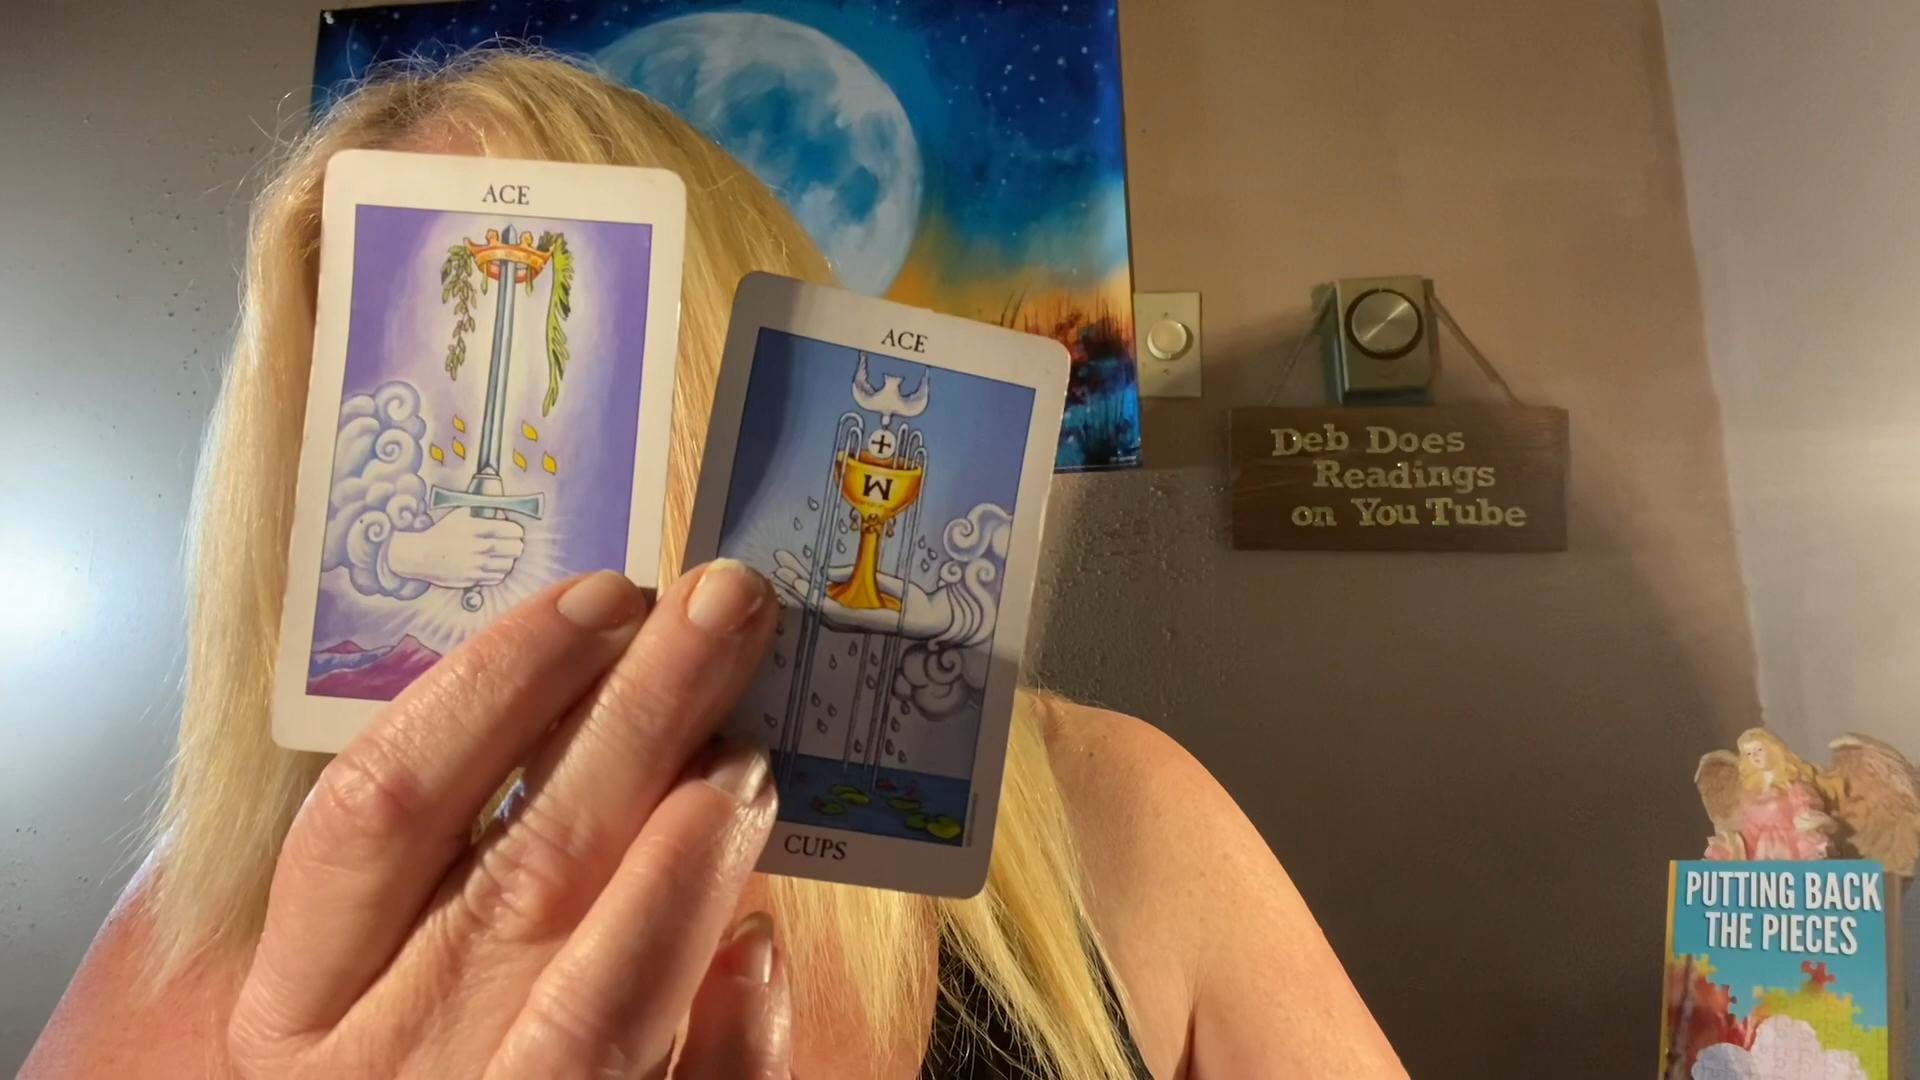 ACE
ACE
CUPS
Deb Does
Readings
on You Tube
PUTTING BACK
THE PIECES